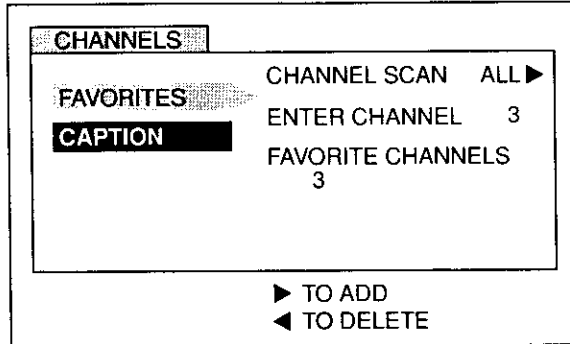 CHANNELS
FAVORITES
CAPTION
CHANNEL SCAN ALL ▶
ENTER CHANNEL 3
FAVORITE CHANNELS
3
▶ TO ADD
◀ TO DELETE